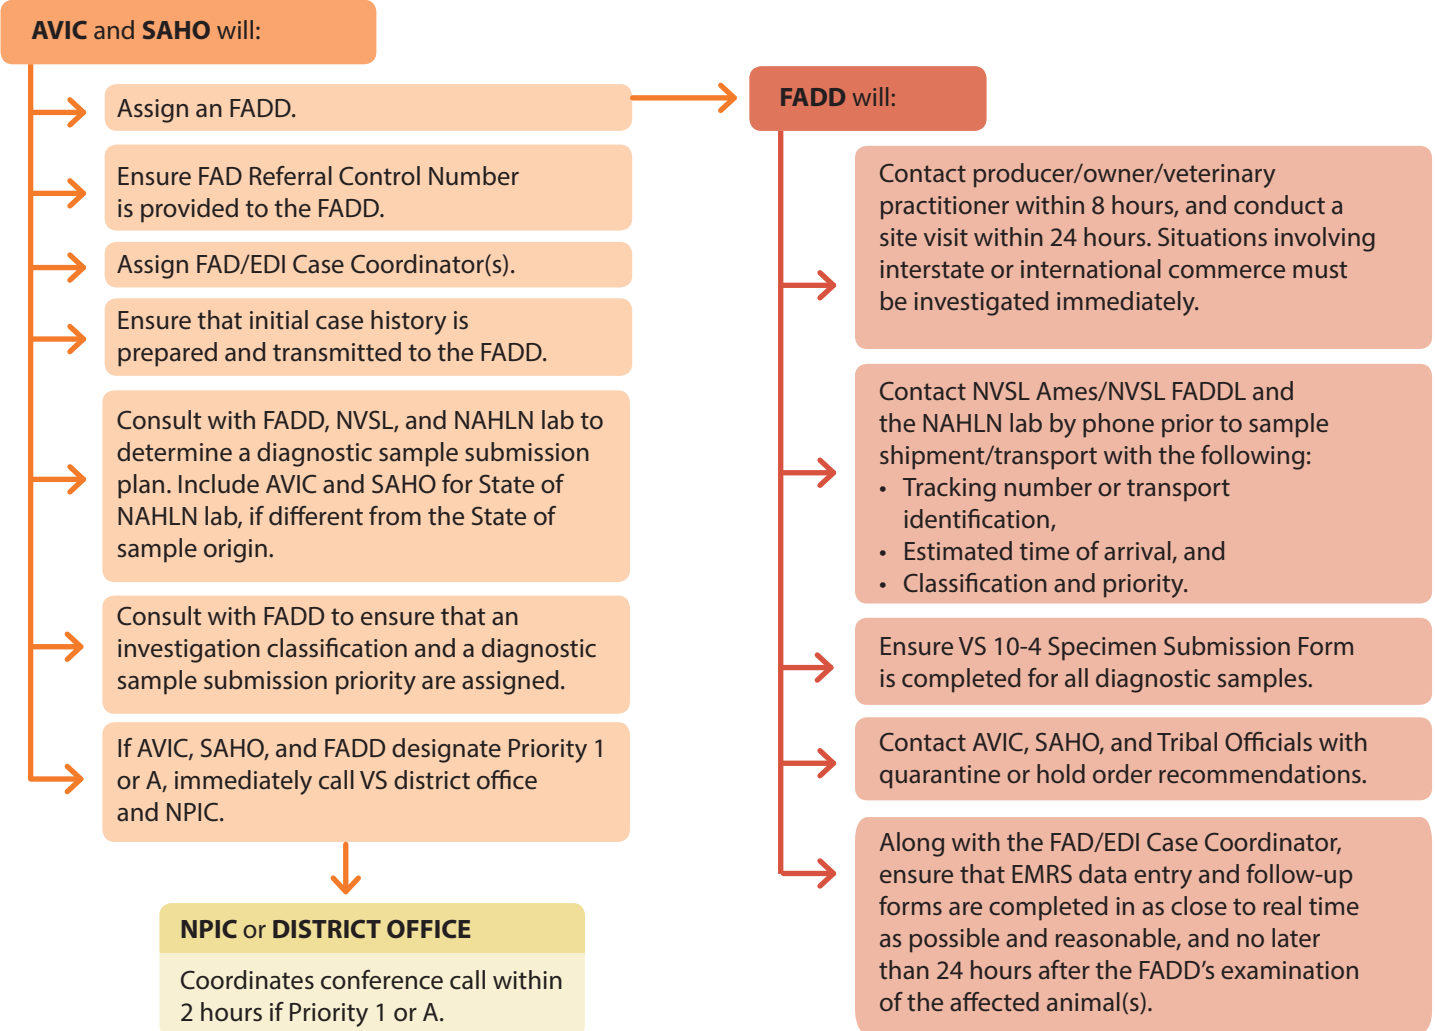 AVIC and SAHO will:
Assign an FADD.
Ensure FAD Referral Control Number
is provided to the FADD.
Assign FAD/EDI Case Coordinator(s).
Ensure that initial case history is
prepared and transmitted to the FADD.
Consult with FADD, NVSL, and NAHLN lab to
determine a diagnostic sample submission
plan. Include AVIC and SAHO for State of
NAHLN lab, if different from the State of
sample origin.
Consult with FADD to ensure that an
investigation classification and a diagnostic
sample submission priority are assigned.
If AVIC, SAHO, and FADD designate Priority 1
or A, immediately call VS district office
and NPIC.
NPIC or DISTRICT OFFICE
Coordinates conference call within
2 hours if Priority 1 or A.
FADD will:
Contact producer/owner/veterinary
practitioner within 8 hours, and conduct a
site visit within 24 hours. Situations involving
interstate or international commerce must
be investigated immediately.
Contact NVSL Ames/NVSL FADDL and
the NAHLN lab by phone prior to sample
shipment/transport with the following:
• Tracking number or transport
identification,
• Estimated time of arrival, and
• Classification and priority.
Ensure VS 10-4 Specimen Submission Form
is completed for all diagnostic samples.
Contact AVIC, SAHO, and Tribal Officials with
quarantine or hold order recommendations.
Along with the FAD/EDI Case Coordinator,
ensure that EMRS data entry and follow-up
forms are completed in as close to real time
as possible and reasonable, and no later
than 24 hours after the FADD’s examination
of the affected animal(s).